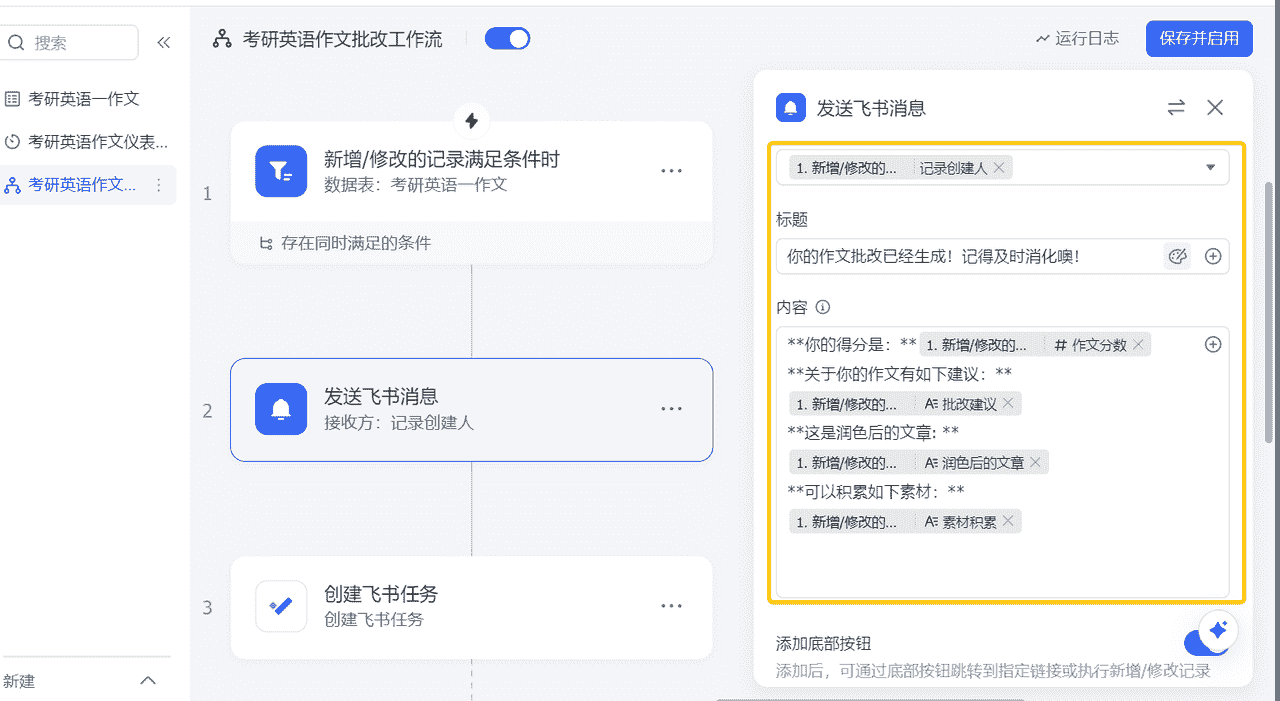 搜索
考研英语一作文
考研英语作文仪表...
考研英语作文...
新建
考研英语作文批改工作流
运行日志
保存并启用
1
新增/修改的记录满足条件时
数据表：考研英语一作文
存在同时满足的条件
2
发送飞书消息
接收方：记录创建人
3
创建飞书任务
创建飞书任务
发送飞书消息
1. 新增/修改的... 记录创建人
标题
你的作文批改已经生成！记得及时消化噢！
内容
**你的得分是：** 1. 新增/修改的... # 作文分数
**关于你的作文有如下建议：**
1. 新增/修改的... 批改建议
**这是润色后的文章: **
1. 新增/修改的... 润色后的文章
**可以积累如下素材：**
1. 新增/修改的... 素材积累
添加底部按钮
添加后，可通过底部按钮跳转到指定链接或执行新增/修改记录